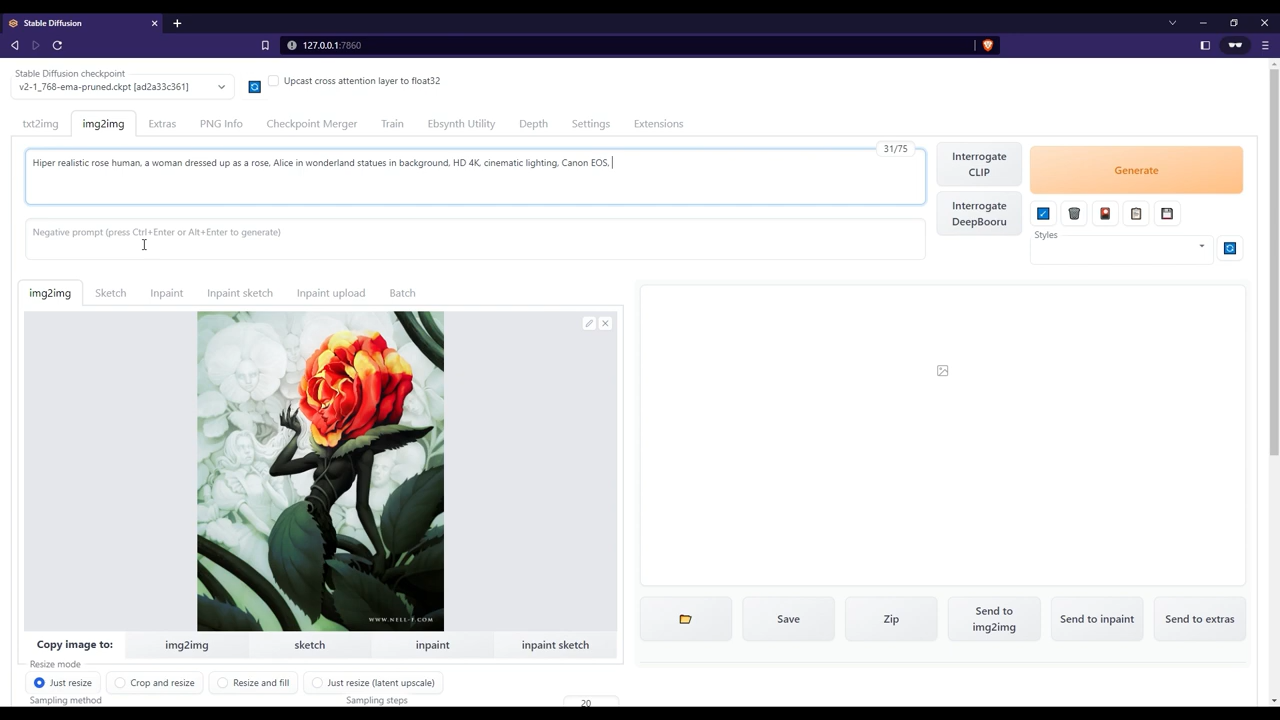 Stable Diffusion
127.0.0.1:7860
Stable Diffusion checkpoint
v2-1_768-ema-pruned.ckpt [ad2a33c361]
Upcast cross attention layer to float32
txt2img img2img Extras PNG Info Checkpoint Merger Train Ebsynth Utility Depth Settings Extensions
31/75
Hiper realistic rose human, a woman dressed up as a rose, Alice in wonderland statues in background, HD 4K, cinematic lighting, Canon EOS,
Interrogate
CLIP
Generate
Interrogate
DeepBooru
Negative prompt (press Ctrl+Enter or Alt+Enter to generate)
Styles
img2img Sketch Inpaint Inpaint sketch Inpaint upload Batch
WWW.NELL-F.COM
Save
Zip
Send to
img2img
Send to inpaint
Send to extras
Copy image to: img2img sketch inpaint inpaint sketch
Resize mode
Just resize Crop and resize Resize and fill Just resize (latent upscale)
Sampling method
Sampling steps
20